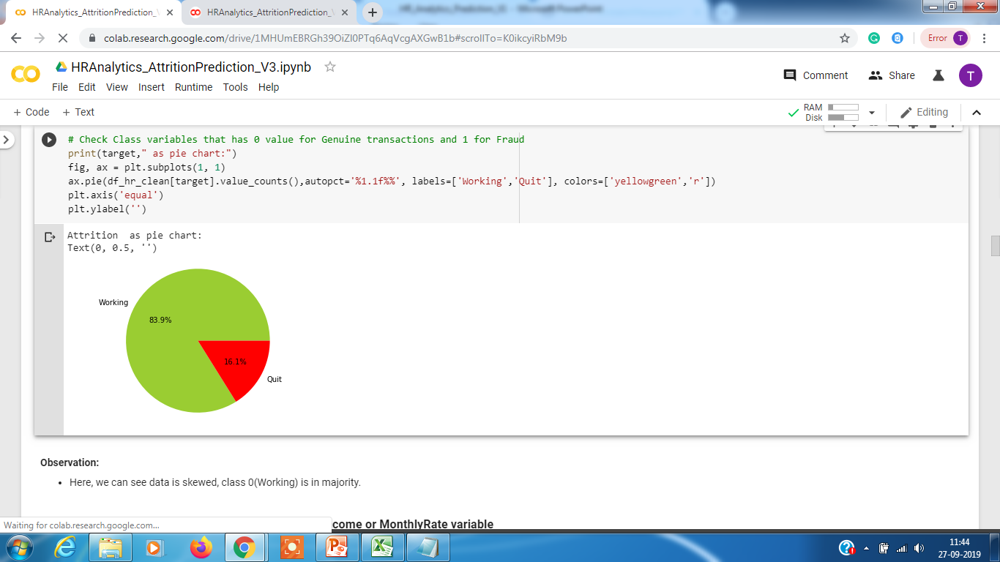 HRAnalytics_AttritionPrediction_V
HRAnalytics_AttritionPrediction_V
HR_Analytics_Prediction_V2 - Microsoft PowerPoint
colab.research.google.com/drive/1MHUmEBRGh39OiZI0PTq6AqVcgAXGwB1b#scrollTo=K0ikcyiRbM9b
Error T
HRAnalytics_AttritionPrediction_V3.ipynb
File Edit View Insert Runtime Tools Help
Comment Share T
+ Code + Text
RAM
Disk
Editing
# Check Class variables that has 0 value for Genuine transactions and 1 for Fraud
print(target," as pie chart:")
fig, ax = plt.subplots(1, 1)
ax.pie(df_hr_clean[target].value_counts(),autopct='%1.1f%%', labels=['Working','Quit'], colors=['yellowgreen','r'])
plt.axis('equal')
plt.ylabel('')
Attrition  as pie chart:
Text(0, 0.5, '')
Working
83.9%
16.1%
Quit
Observation:
• Here, we can see data is skewed, class 0(Working) is in majority.
come or MonthlyRate variable
Waiting for colab.research.google.com...
11:44
27-09-2019